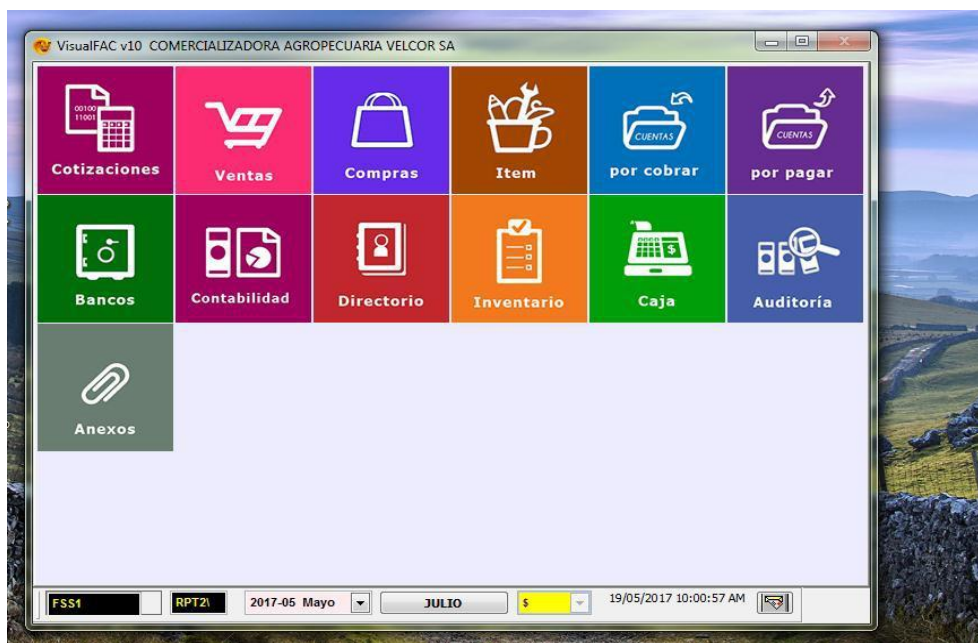 VisualFAC v10 COMERCIALIZADORA AGROPECUARIA VELCOR SA
00100
11001
Cotizaciones
Ventas
Compras
Item
CUENTAS
por cobrar
CUENTAS
por pagar
Bancos
Contabilidad
Directorio
Inventario
$
Caja
Auditoría
Anexos
FSS1
RPT2\
2017-05 Mayo
JULIO
$
19/05/2017 10:00:57 AM